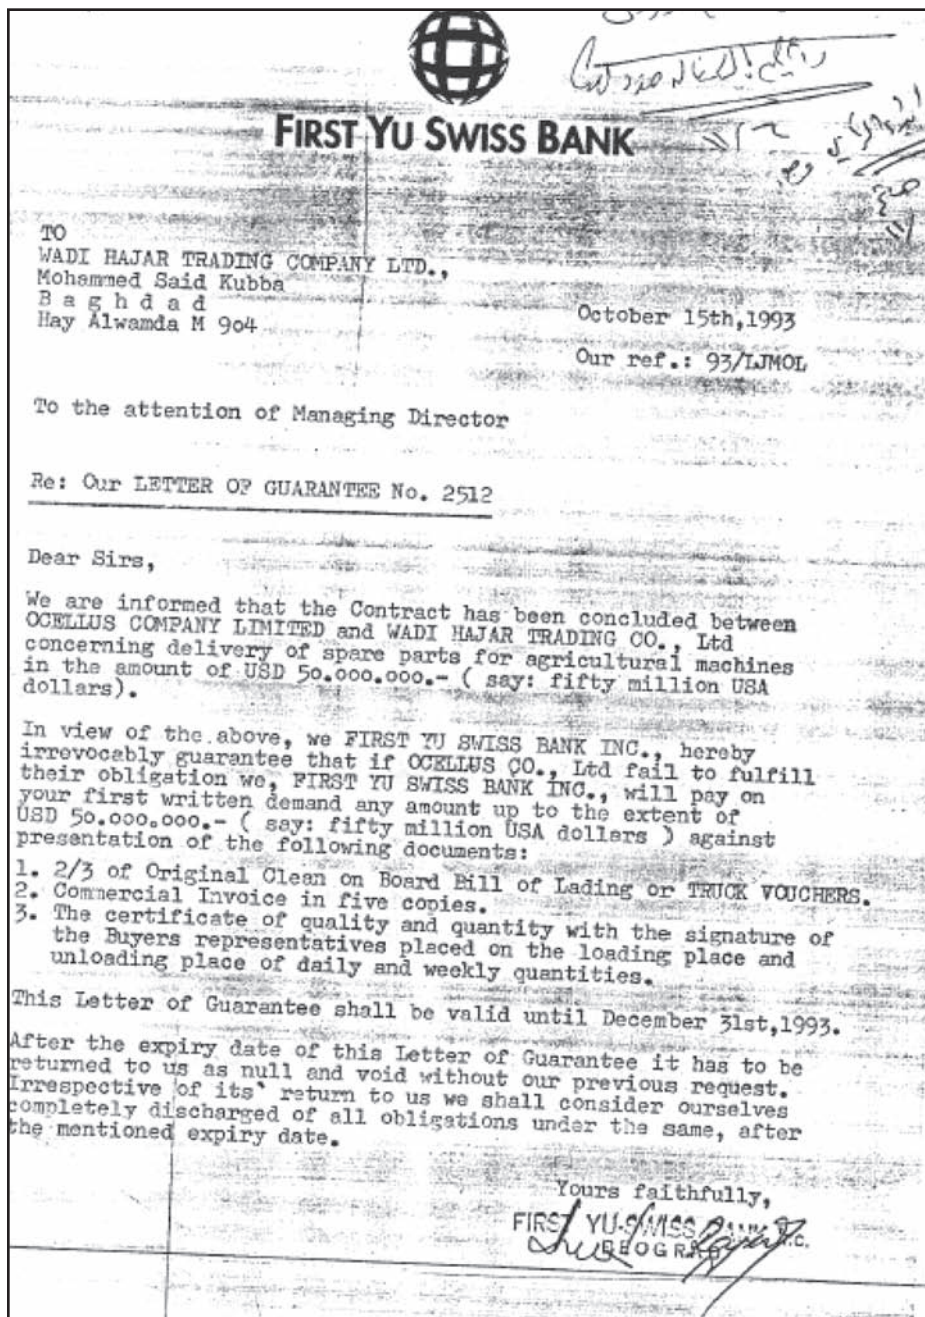 FIRST YU SWISS BANK
TO
WADI HAJAR TRADING COMPANY LTD.,
Mohammed Said Kubba
B a g h d a d
Hay Alwamda M 904
October 15th,1993
Our ref.: 93/LJMOL
To the attention of Managing Director
Re: Our LETTER OF GUARANTEE No. 2512
Dear Sirs,
We are informed that the Contract has been concluded between
OCELLUS COMPANY LIMITED and WADI HAJAR TRADING CO., Ltd
concerning delivery of spare parts for agricultural machines
in the amount of USD 50.000.000.- ( say: fifty million USA
dollars).
In view of the above, we FIRST YU SWISS BANK INC., hereby
irrevocably guarantee that if OCELLUS CO., Ltd fail to fulfill
their obligation we, FIRST YU SWISS BANK INC., will pay on
your first written demand any amount up to the extent of
USD 50.000.000.- ( say: fifty million USA dollars ) against
presentation of the following documents:
1. 2/3 of Original Clean on Board Bill of Lading or TRUCK VOUCHERS.
2. Commercial Invoice in five copies.
3. The certificate of quality and quantity with the signature of
the Buyers representatives placed on the loading place and
unloading place of daily and weekly quantities.
This Letter of Guarantee shall be valid until December 31st,1993.
After the expiry date of this Letter of Guarantee it has to be
returned to us as null and void without our previous request.
Irrespective of its' return to us we shall consider ourselves
completely discharged of all obligations under the same, after
the mentioned expiry date.
Yours faithfully,
FIRST YU-SWISS BANK INC.
BEOGRAD